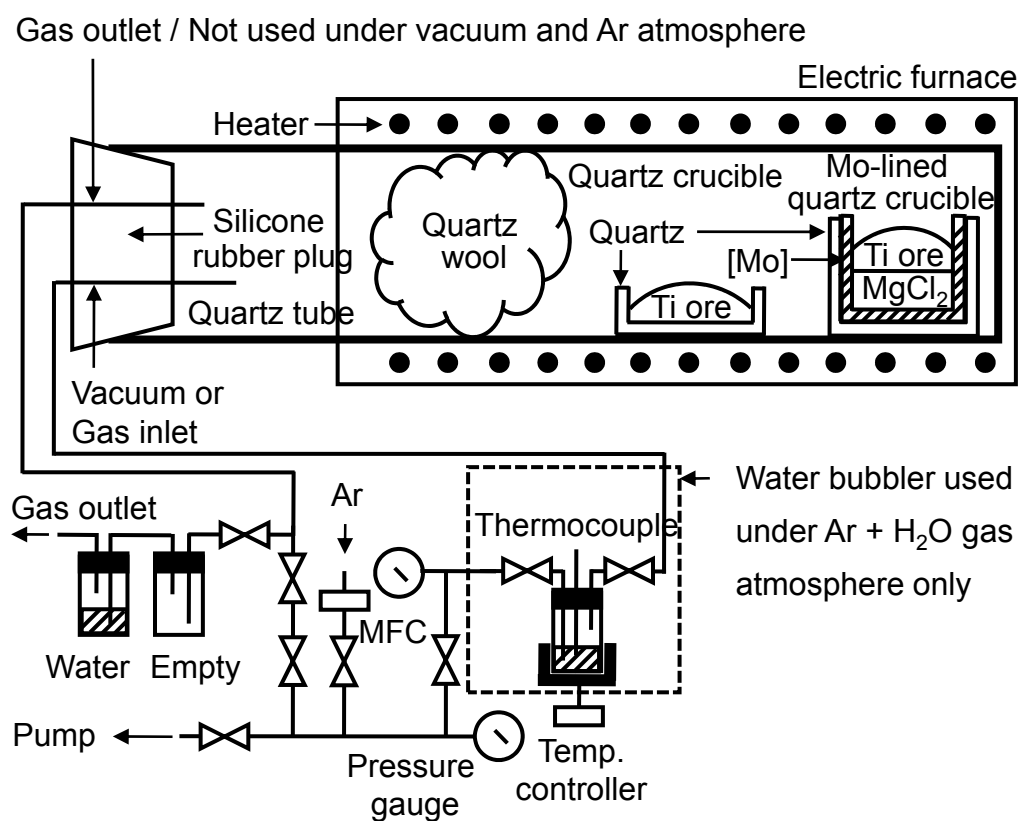 Gas outlet / Not used under vacuum and Ar atmosphere
Electric furnace
Heater
Quartz crucible
Mo-lined
quartz crucible
Silicone
rubber plug
Quartz
wool
Quartz
[Mo]
Ti ore
MgCl2
Ti ore
Quartz tube
Vacuum or
Gas inlet
Gas outlet
Ar
Thermocouple
Water bubbler used
under Ar + H2O gas
atmosphere only
MFC
Water
Empty
Pump
Pressure
gauge
Temp.
controller